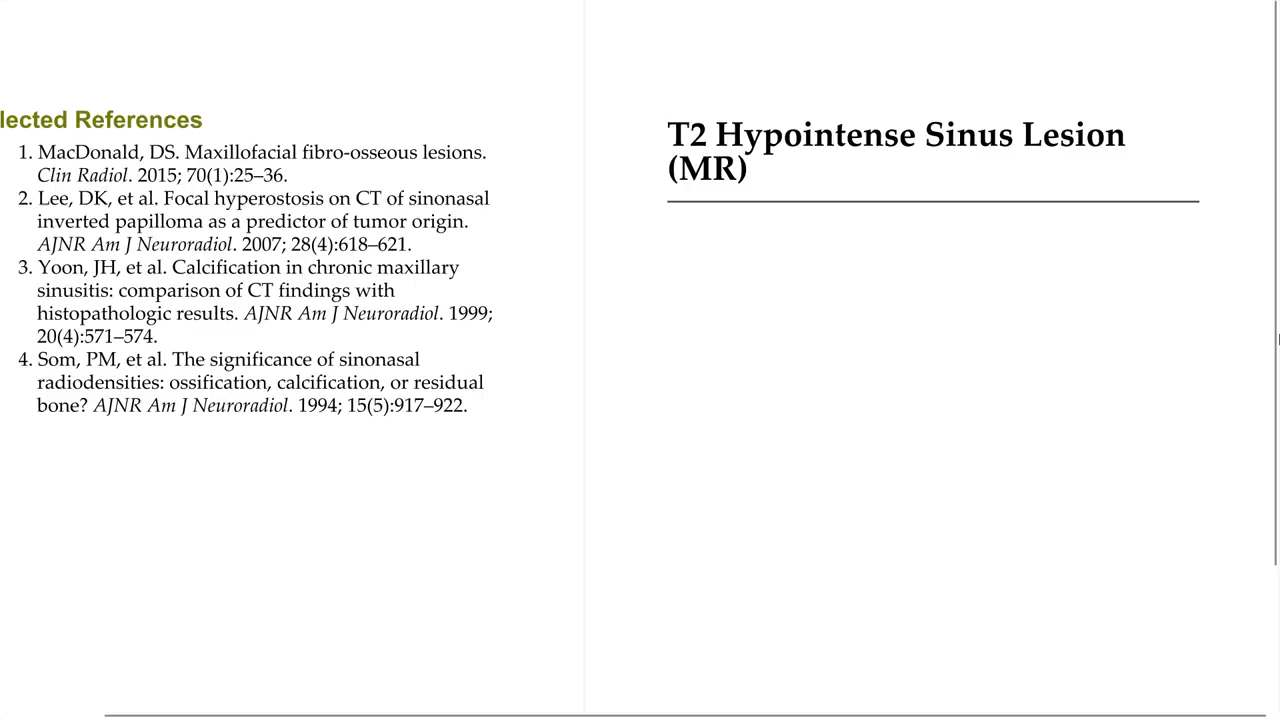 lected References
1. MacDonald, DS. Maxillofacial fibro-osseous lesions.
Clin Radiol. 2015; 70(1):25–36.
2. Lee, DK, et al. Focal hyperostosis on CT of sinonasal
inverted papilloma as a predictor of tumor origin.
AJNR Am J Neuroradiol. 2007; 28(4):618–621.
3. Yoon, JH, et al. Calcification in chronic maxillary
sinusitis: comparison of CT findings with
histopathologic results. AJNR Am J Neuroradiol. 1999;
20(4):571–574.
4. Som, PM, et al. The significance of sinonasal
radiodensities: ossification, calcification, or residual
bone? AJNR Am J Neuroradiol. 1994; 15(5):917–922.
T2 Hypointense Sinus Lesion
(MR)